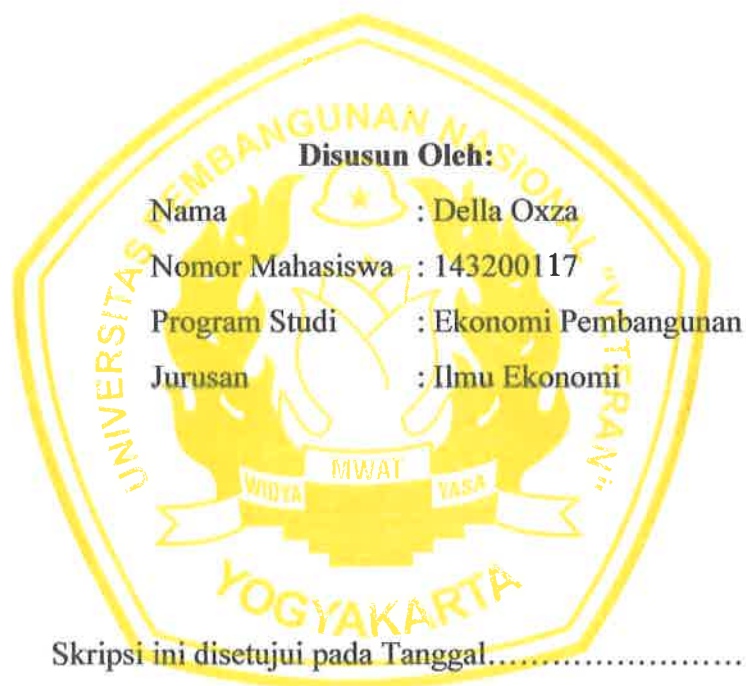 UNIVERSITAS PEMBANGUNAN NASIONAL "VETERAN"
Disusun Oleh:
Nama : Della Oxza
Nomor Mahasiswa : 143200117
Program Studi : Ekonomi Pembangunan
Jurusan : Ilmu Ekonomi
WIDYA MWAT YASA
YOGYAKARTA
Skripsi ini disetujui pada Tanggal........................